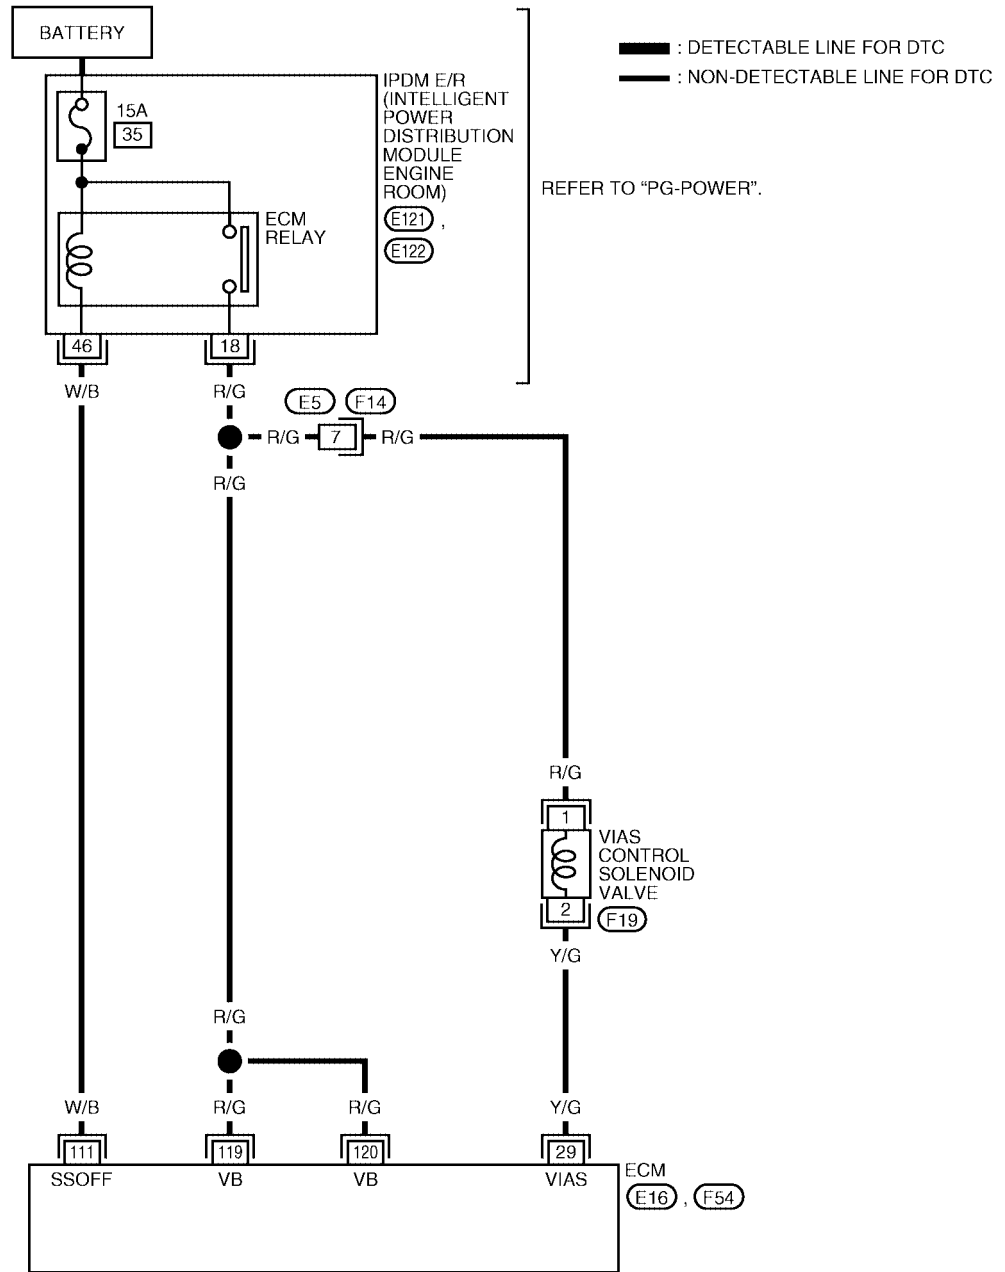 BATTERY
: DETECTABLE LINE FOR DTC
: NON-DETECTABLE LINE FOR DTC
15A
35
IPDM E/R
(INTELLIGENT
POWER
DISTRIBUTION
MODULE
ENGINE
ROOM)
E121 ,
E122
REFER TO “PG-POWER”.
ECM
RELAY
46
18
W/B
R/G
E5
F14
R/G
7
R/G
R/G
R/G
1
VIAS
CONTROL
SOLENOID
VALVE
2
F19
Y/G
R/G
W/B
R/G
R/G
Y/G
111
119
120
29
SSOFF
VB
VB
VIAS
ECM
E16 , F54